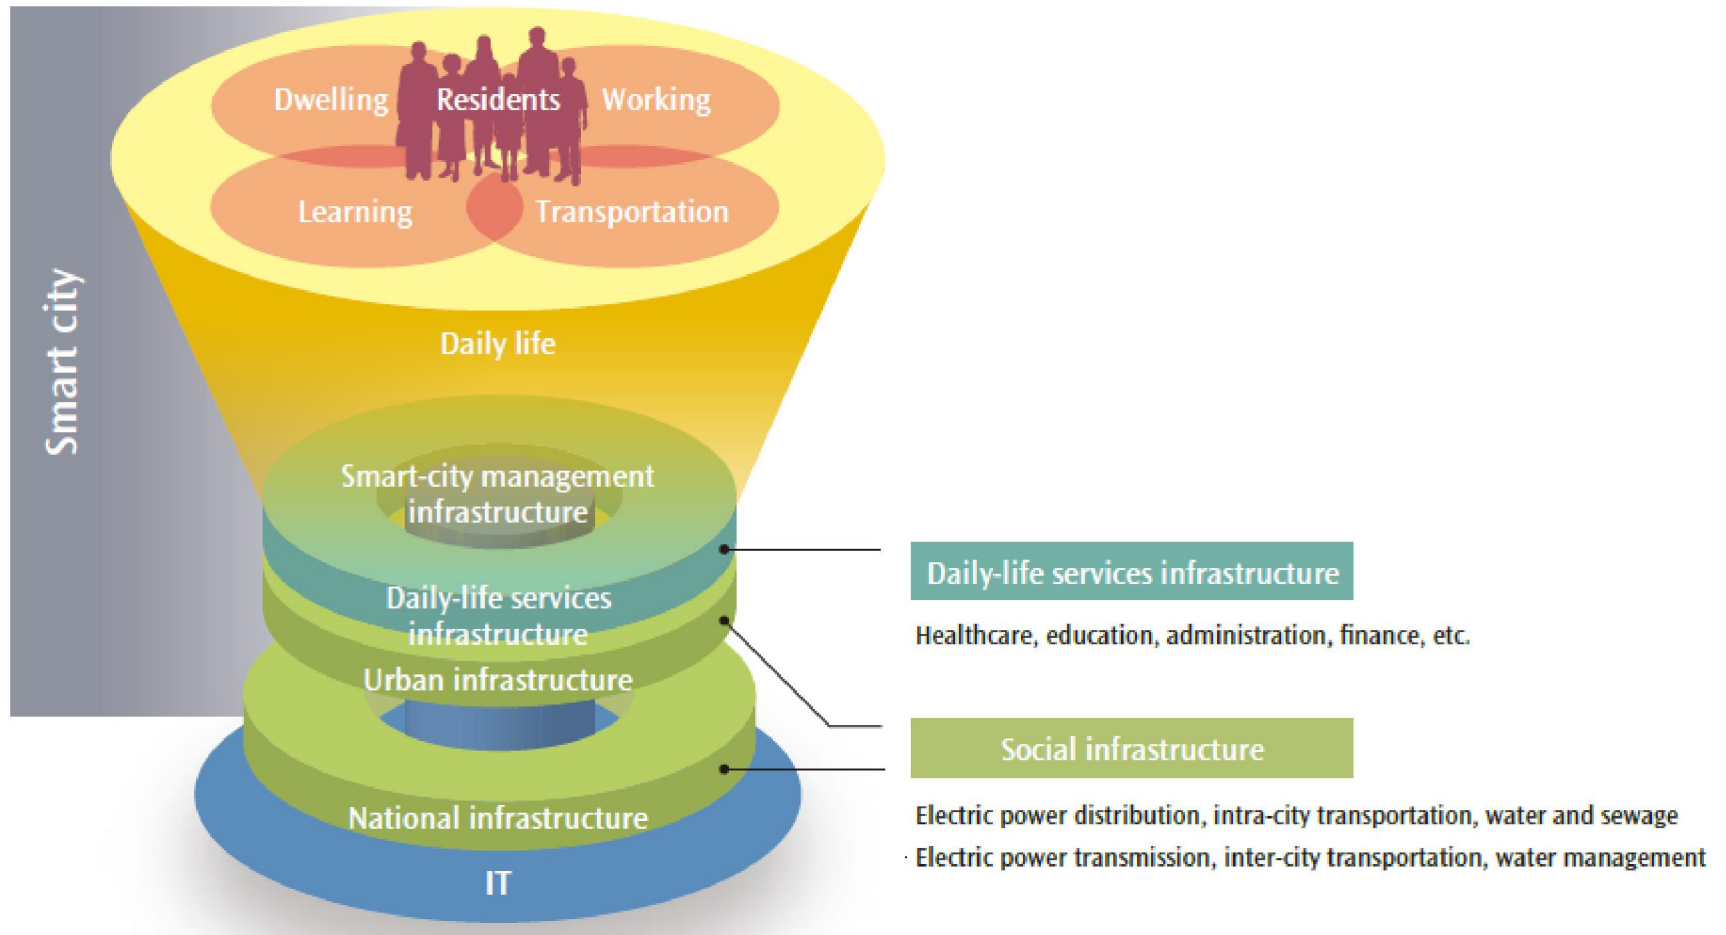 Smart city
Dwelling
Residents
Working
Learning
Transportation
Daily life
Smart-city management
infrastructure
Daily-life services
infrastructure
Urban infrastructure
National infrastructure
IT
Daily-life services infrastructure
Healthcare, education, administration, finance, etc.
Social infrastructure
Electric power distribution, intra-city transportation, water and sewage
· Electric power transmission, inter-city transportation, water management